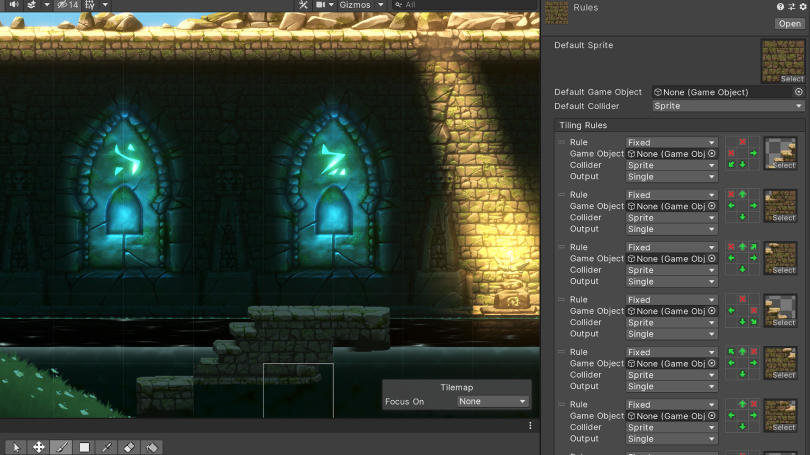 14
Gizmos
All
Rules
Open
Default Sprite
Select
Default Game Object
None (Game Object)
Default Collider
Sprite
Tiling Rules
Rule
Fixed
Game Object
None (Game Obj
Collider
Sprite
Output
Single
Select
Rule
Fixed
Game Object
None (Game Obj
Collider
Sprite
Output
Single
Select
Rule
Fixed
Game Object
None (Game Obj
Collider
Sprite
Output
Single
Select
Rule
Fixed
Game Object
None (Game Obj
Collider
Sprite
Output
Single
Select
Rule
Fixed
Game Object
None (Game Obj
Collider
Sprite
Output
Single
Select
Rule
Fixed
Game Object
None (Game Obj
Collider
Sprite
Output
Single
Select
Tilemap
Focus On
None